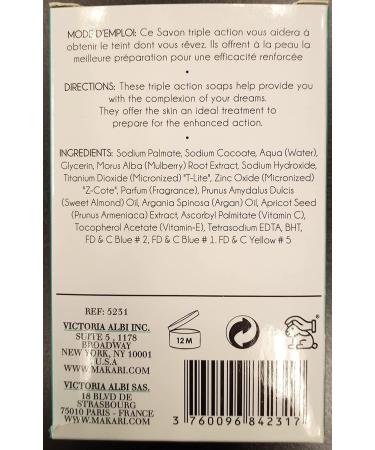 MODE D'EMPLOI: Ce Savon triple action vous aidera à
obtenir le teint dont vous rêvez. Ils offrent à la peau la
meilleure préparation pour une efficacité renforcée
DIRECTIONS: These triple action soaps help provide you
with the complexion of your dreams.
They offer the skin an ideal treatment to
prepare for the enhanced action.
INGREDIENTS: Sodium Palmate, Sodium Cocoate, Aqua (Water),
Glycerin, Morus Alba (Mulberry) Root Extract, Sodium Hydroxide,
Titanium Dioxide (Micronized) "T-Lite", Zinc Oxide (Micronized)
"Z-Cote", Parfum (Fragrance), Prunus Amydalus Dulcis
(Sweet Almond) Oil, Argania Spinosa (Argan) Oil, Apricot Seed
(Prunus Armeniaca) Extract, Ascorbyl Palmitate (Vitamin C),
Tocopherol Acetate (Vitamin-E), Tetrasodium EDTA, BHT,
FD & C Blue # 2, FD & C Blue # 1. FD & C Yellow # 5
REF: 5231
VICTORIA ALBI INC.
SUITE 5 , 1178
BROADWAY
NEW YORK, NY 10001
U.S.A
WWW.MAKARI.COM
12 M
VICTORIA ALBI SAS.
18 BLVD DE
STRASBOURG
75010 PARIS - FRANCE
WWW.MAKARI.COM
3 760096 842317